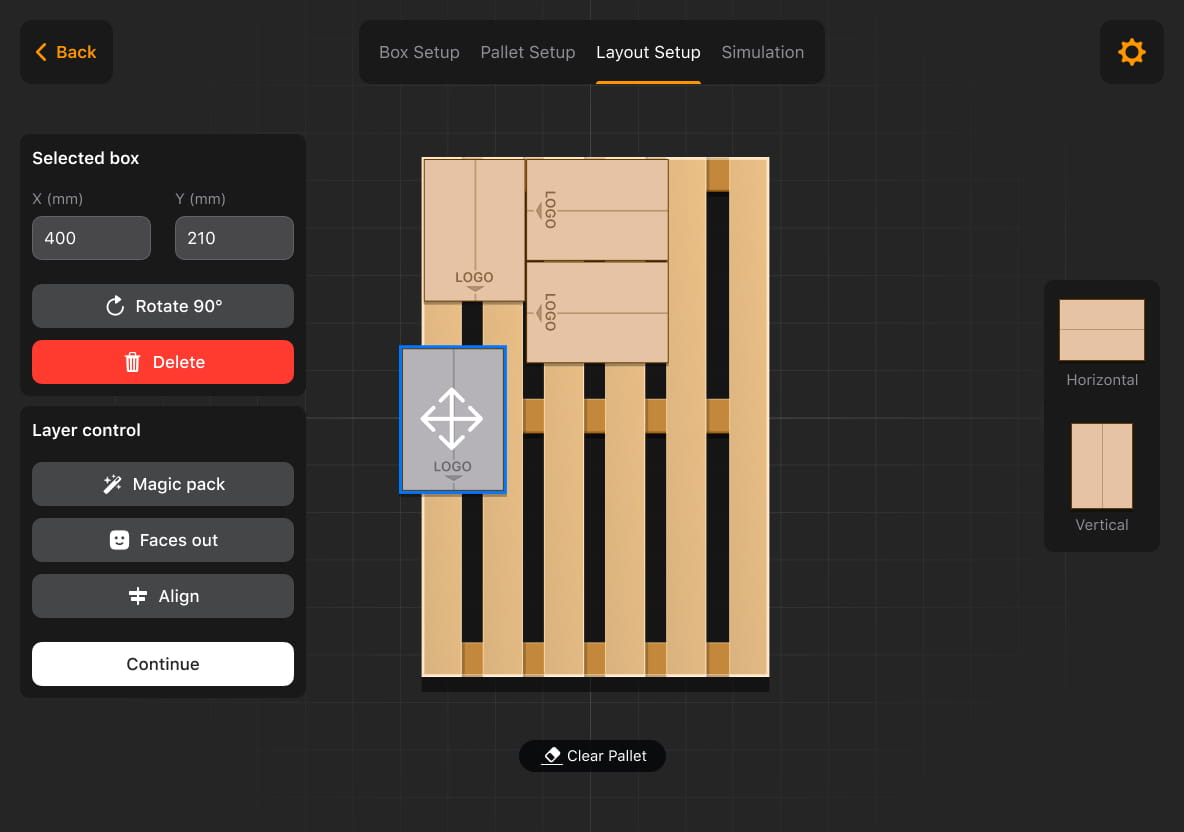 Back
Box Setup
Pallet Setup
Layout Setup
Simulation
Selected box
X (mm)
Y (mm)
400
210
Rotate 90°
Delete
Layer control
Magic pack
Faces out
Align
Continue
LOGO
LOGO
LOGO
LOGO
Clear Pallet
Horizontal
Vertical